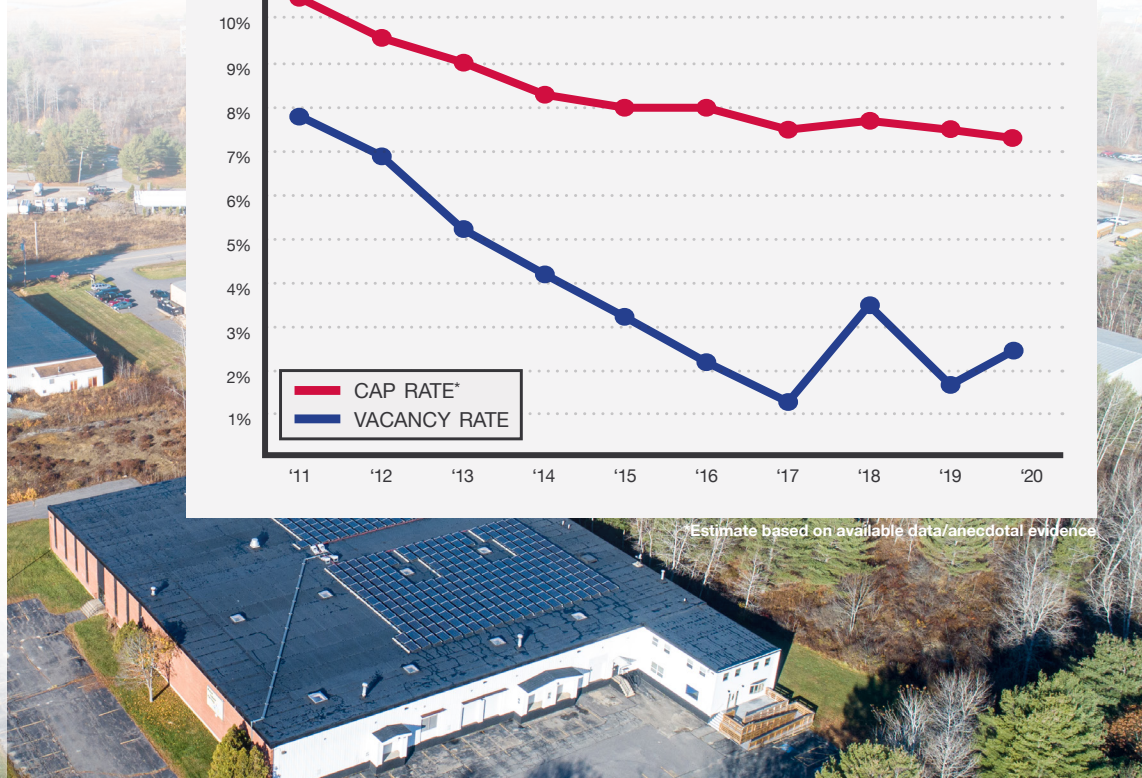 10%
9%
8%
7%
6%
5%
4%
3%
2%
1%
CAP RATE*
VACANCY RATE
‘11 ‘12 ‘13 ‘14 ‘15 ‘16 ‘17 ‘18 ‘19 ‘20
*Estimate based on available data/anecdotal evidence